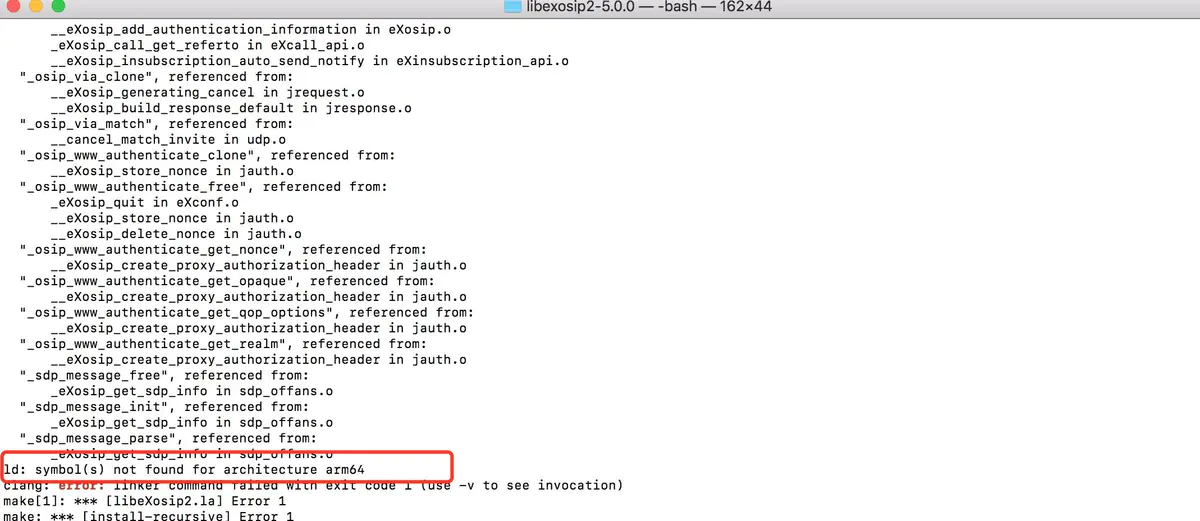 libexosip2-5.0.0 — -bash — 162×44
__eXosip_add_authentication_information in eXosip.o
_eXosip_call_get_referto in eXcall_api.o
__eXosip_insubscription_auto_send_notify in eXinsubscription_api.o
"_osip_via_clone", referenced from:
__eXosip_generating_cancel in jrequest.o
__eXosip_build_response_default in jresponse.o
"_osip_via_match", referenced from:
__cancel_match_invite in udp.o
"_osip_www_authenticate_clone", referenced from:
__eXosip_store_nonce in jauth.o
"_osip_www_authenticate_free", referenced from:
_eXosip_quit in eXconf.o
__eXosip_store_nonce in jauth.o
__eXosip_delete_nonce in jauth.o
"_osip_www_authenticate_get_nonce", referenced from:
__eXosip_create_proxy_authorization_header in jauth.o
"_osip_www_authenticate_get_opaque", referenced from:
__eXosip_create_proxy_authorization_header in jauth.o
"_osip_www_authenticate_get_qop_options", referenced from:
__eXosip_create_proxy_authorization_header in jauth.o
"_osip_www_authenticate_get_realm", referenced from:
__eXosip_create_proxy_authorization_header in jauth.o
"_sdp_message_free", referenced from:
_eXosip_get_sdp_info in sdp_offans.o
"_sdp_message_init", referenced from:
_eXosip_get_sdp_info in sdp_offans.o
"_sdp_message_parse", referenced from:
_eXosip_get_sdp_info in sdp_offans.o
ld: symbol(s) not found for architecture arm64
clang: error: linker command failed with exit code 1 (use -v to see invocation)
make[1]: *** [libeXosip2.la] Error 1
make: *** [install-recursive] Error 1